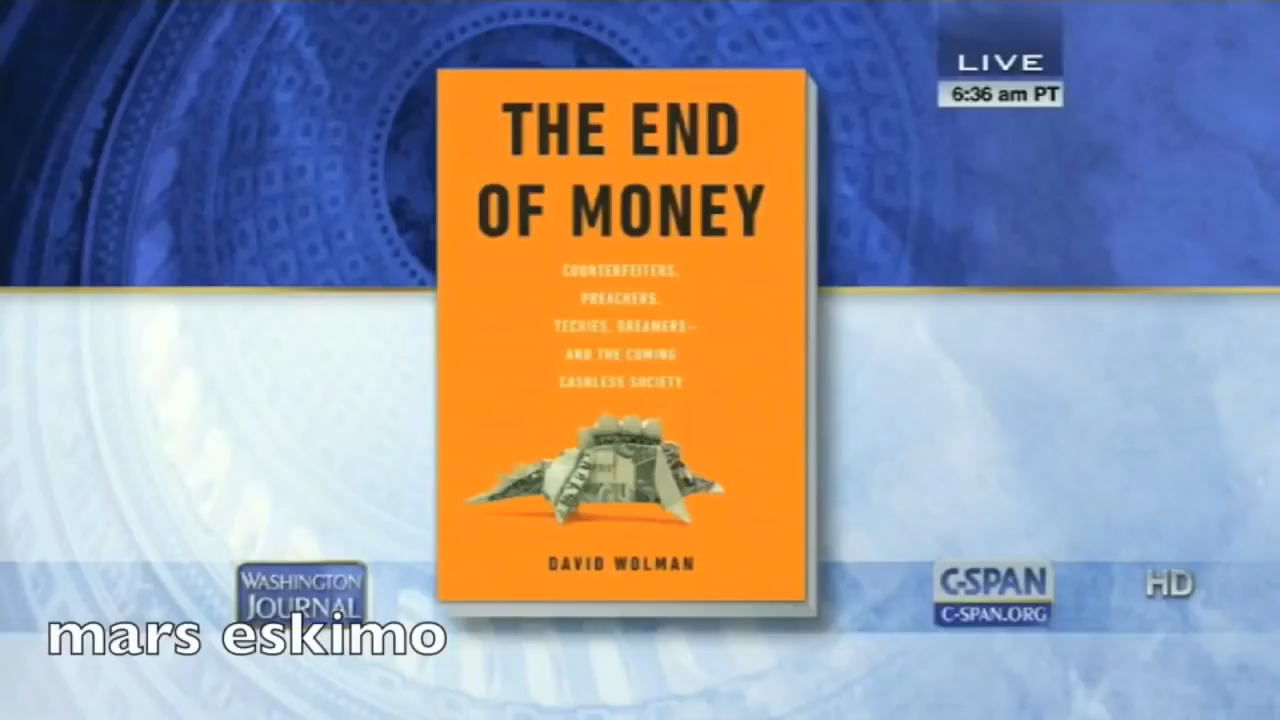 LIVE
6:36 am PT
THE END
OF MONEY
COUNTERFEITERS,
PREACHERS,
TECHIES, DREAMERS—
AND THE COMING
CASHLESS SOCIETY
DAVID WOLMAN
WASHINGTON
JOURNAL
C-SPAN
C-SPAN.ORG
HD
mars eskimo